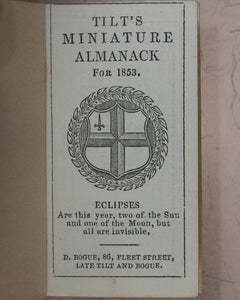 TILT'S
MINIATURE
ALMANACK
FOR 1853.
ECLIPSES
Are this year, two of the Sun
and one of the Moon, but
all are invisible.
D. BOGUE, 86, FLEET STREET,
LATE TILT AND BOGUE.